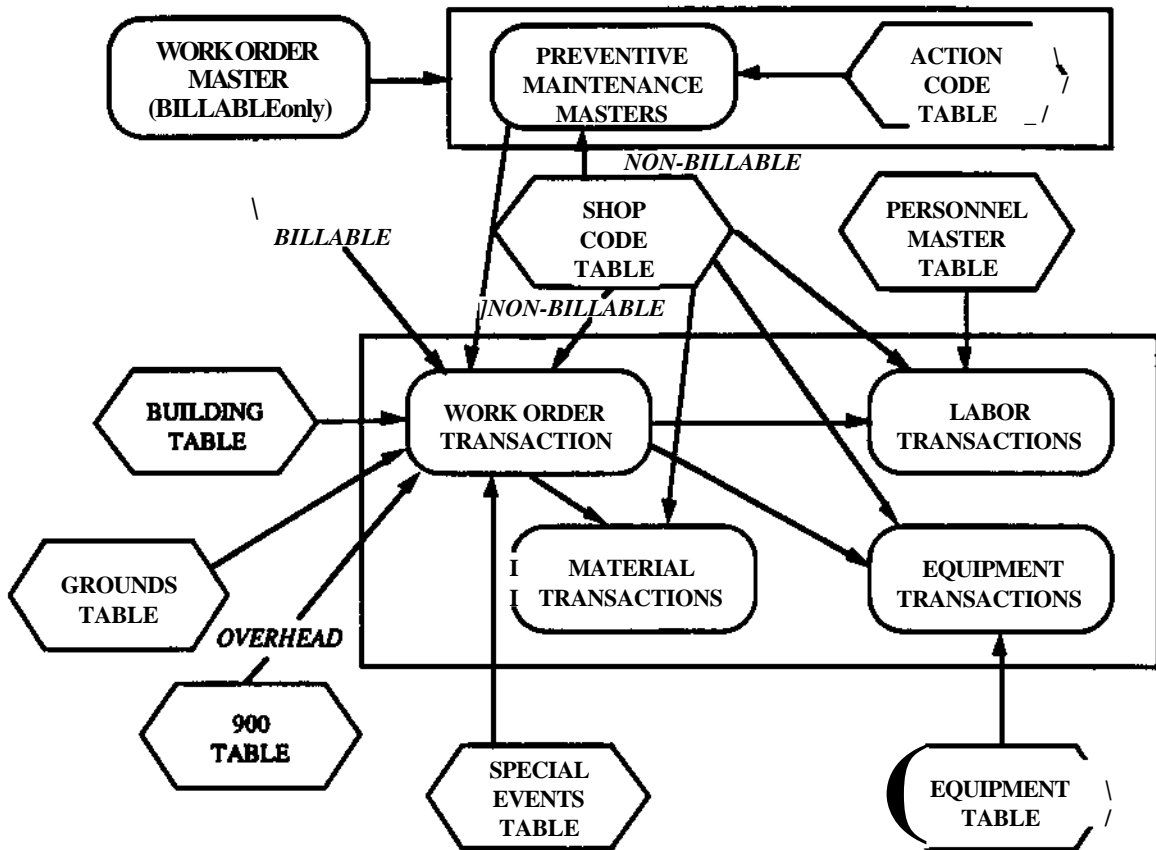 WORK ORDER
MASTER
(BILLABLEonly)
PREVENTIVE
MAINTENANCE
MASTERS
ACTION
CODE
TABLE
NON-BILLABLE
SHOP
CODE
TABLE
PERSONNEL
MASTER
TABLE
BILLABLE
]NON-BILLABLE
BUILDING
TABLE
WORK ORDER
TRANSACTION
LABOR
TRANSACTIONS
GROUNDS
TABLE
MATERIAL
TRANSACTIONS
EQUIPMENT
TRANSACTIONS
OVERHEAD
900
TABLE
SPECIAL
EVENTS
TABLE
EQUIPMENT
TABLE